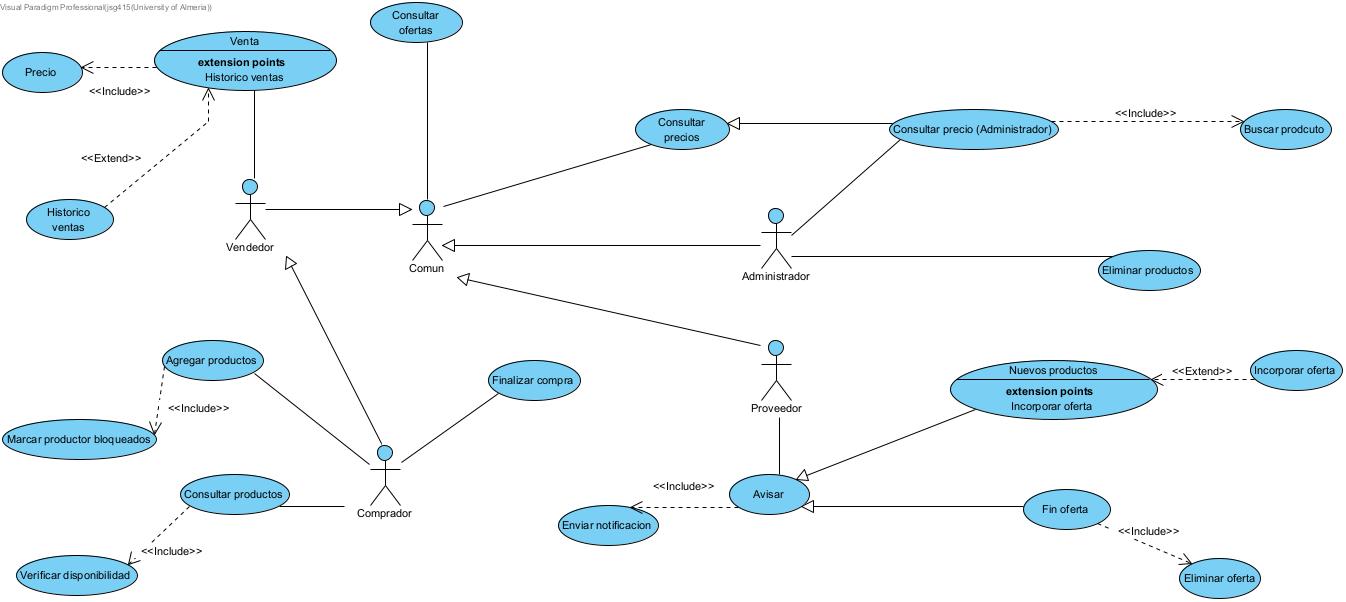 Visual Paradigm Professional(jsg415(University of Almeria))
Consultar
ofertas
Venta
extension points
Historico ventas
Precio
<<Include>>
<<Extend>>
Historico
ventas
Vendedor
Comun
Consultar
precios
Consultar precio (Administrador)
<<Include>>
Buscar prodcuto
Administrador
Eliminar productos
Proveedor
Nuevos productos
extension points
Incorporar oferta
<<Extend>>
Incorporar oferta
Agregar productos
<<Include>>
Marcar productor bloqueados
Finalizar compra
Consultar productos
Comprador
<<Include>>
Verificar disponibilidad
<<Include>>
Avisar
Enviar notificacion
Fin oferta
<<Include>>
Eliminar oferta